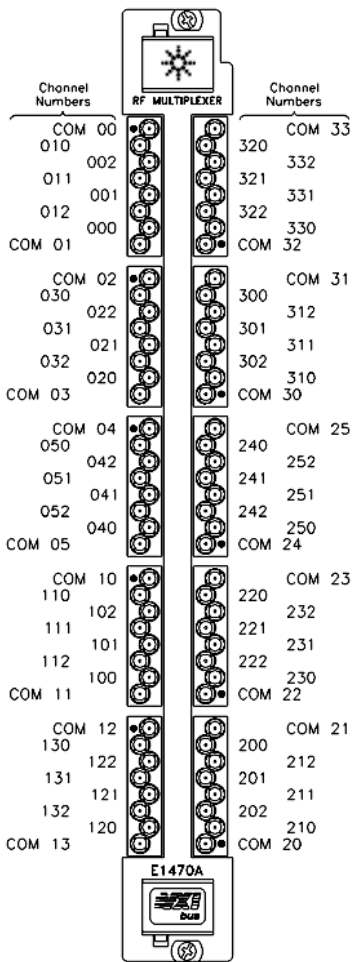 Channel
Numbers
RF MULTIPLEXER
Channel
Numbers
COM 00
010
002
011
001
012
000
COM 01
COM 33
320
332
321
331
322
330
COM 32
COM 02
030
022
031
021
032
020
COM 03
COM 31
300
312
301
311
302
310
COM 30
COM 04
050
042
051
041
052
040
COM 05
COM 25
240
252
241
251
242
250
COM 24
COM 10
110
102
111
101
112
100
COM 11
COM 23
220
232
221
231
222
230
COM 22
COM 12
130
122
131
121
132
120
COM 13
COM 21
200
212
201
211
202
210
COM 20
E1470A
VXI
bus